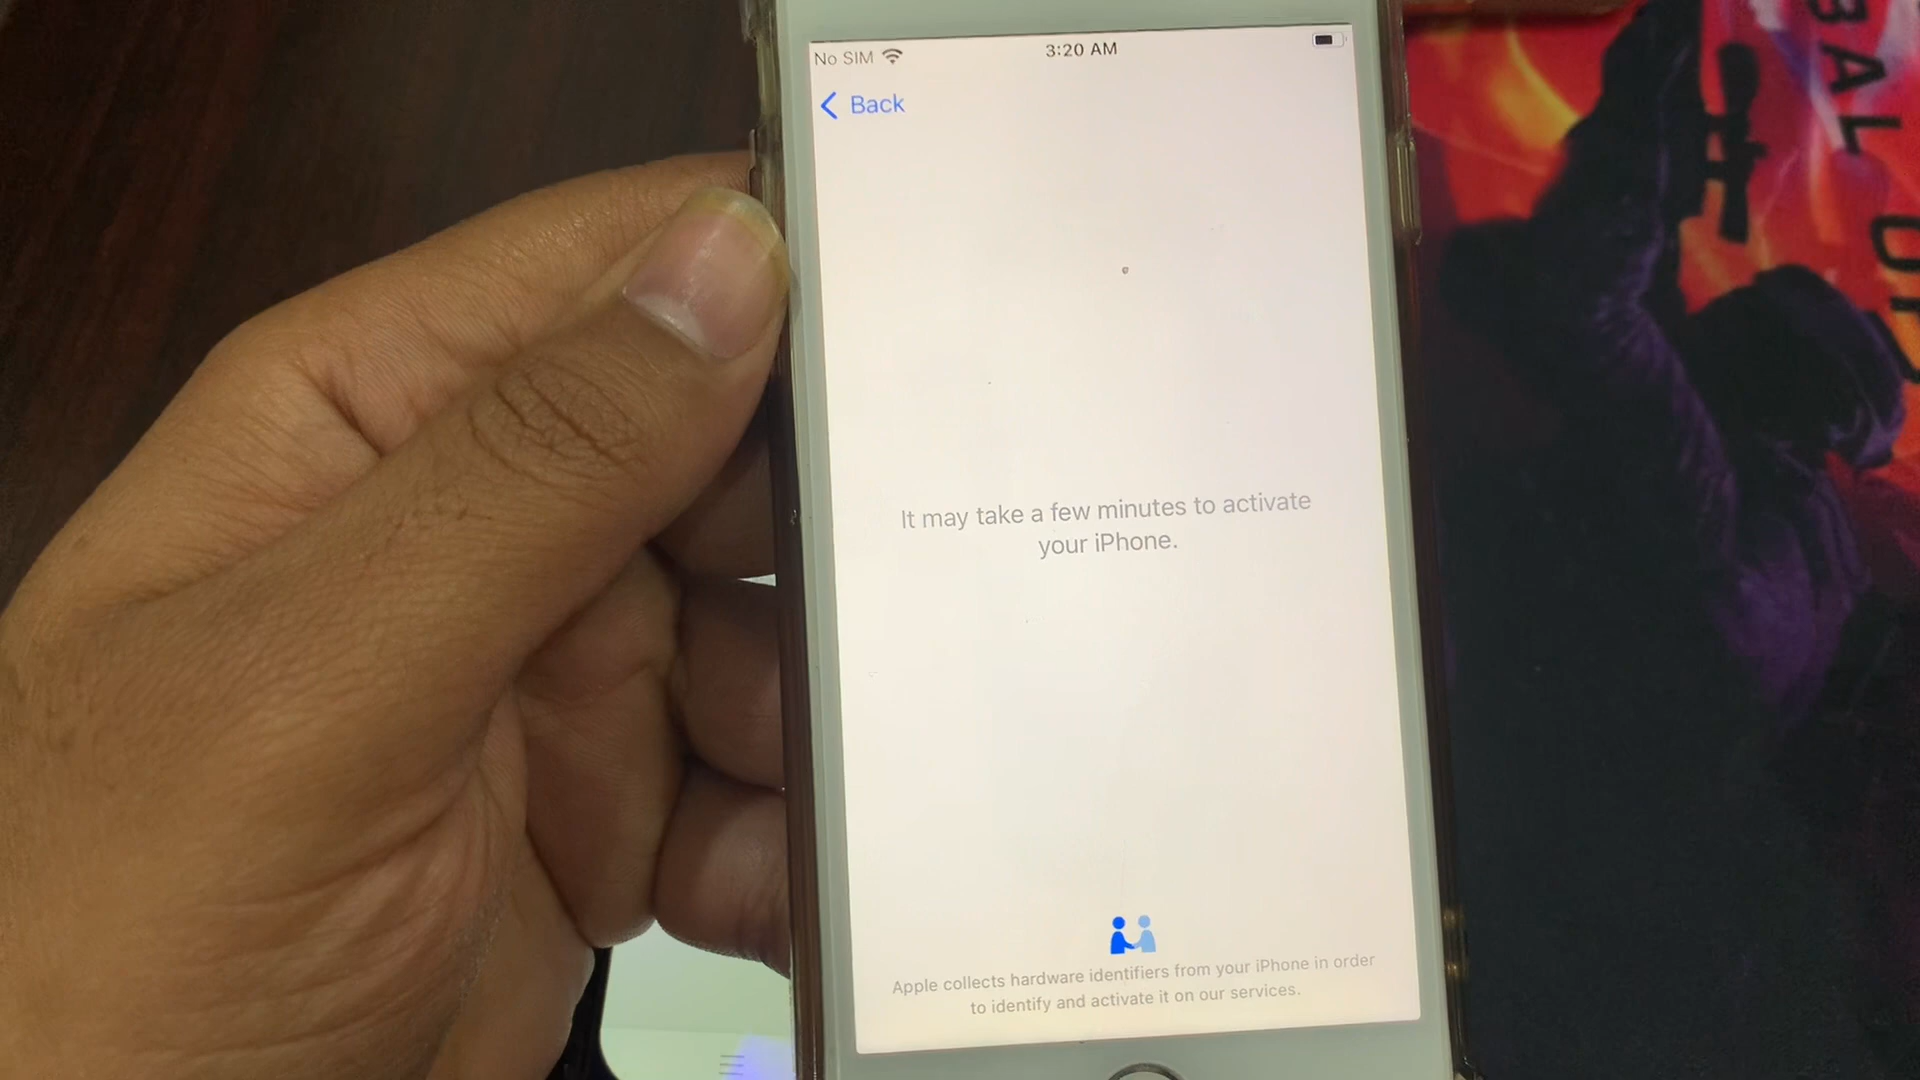 No SIM
3:20 AM
Back
It may take a few minutes to activate
your iPhone.
Apple collects hardware identifiers from your iPhone in order
to identify and activate it on our services.
BAL